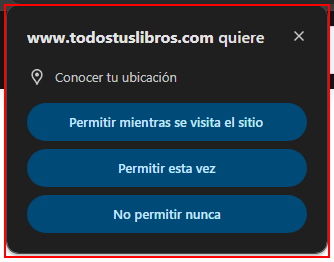 www.todostuslibros.com quiere
Conocer tu ubicación
Permitir mientras se visita el sitio
Permitir esta vez
No permitir nunca